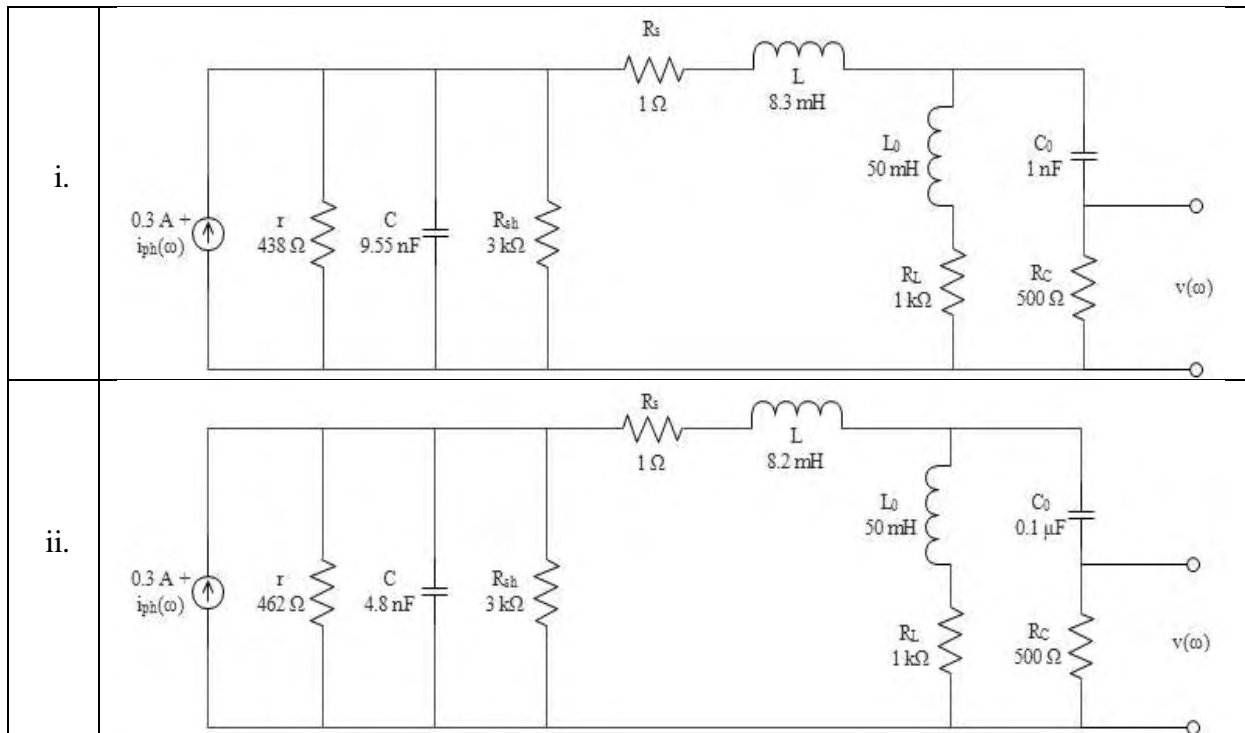 i.
Rs
1 Ω
L
8.3 mH
0.3 A +
iph(ω)
r
438 Ω
C
9.55 nF
Rsh
3 kΩ
L0
50 mH
RL
1 kΩ
C0
1 nF
RC
500 Ω
v(ω)
ii.
Rs
1 Ω
L
8.2 mH
0.3 A +
iph(ω)
r
462 Ω
C
4.8 nF
Rsh
3 kΩ
L0
50 mH
RL
1 kΩ
C0
0.1 µF
RC
500 Ω
v(ω)